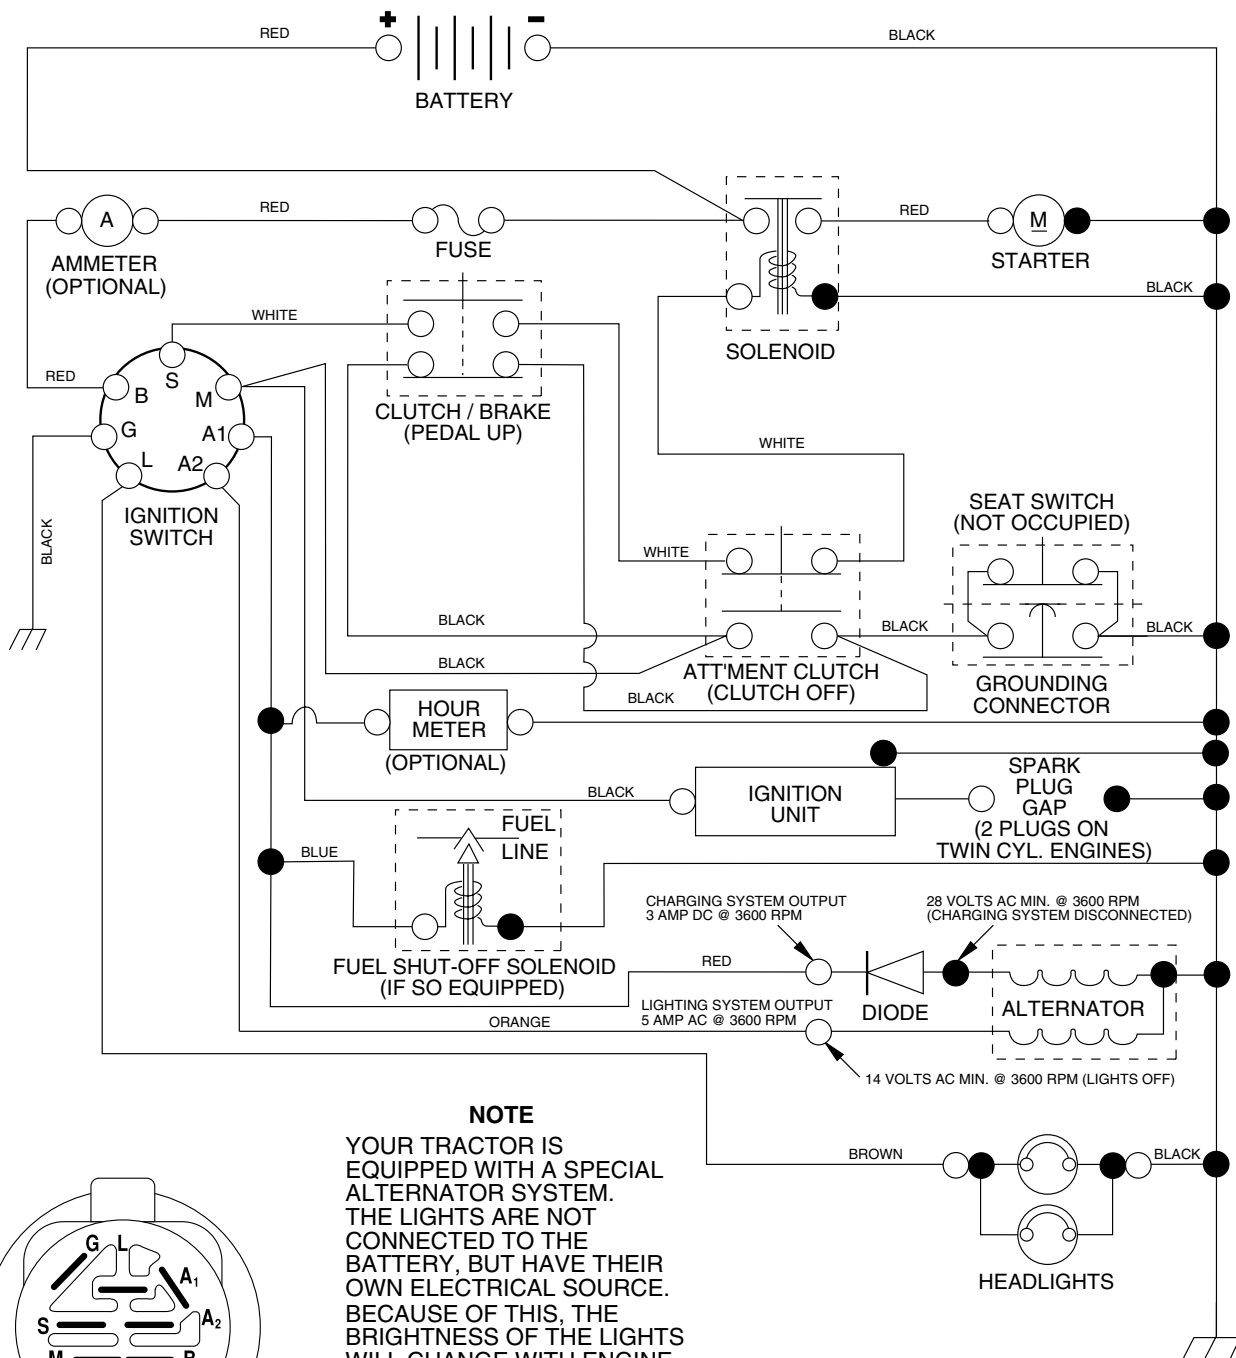 + -
RED
BLACK
BATTERY
RED
A
AMMETER
(OPTIONAL)
FUSE
RED
M
STARTER
BLACK
SOLENOID
WHITE
RED
S
B
M
G
A1
L
A2
IGNITION
SWITCH
BLACK
CLUTCH / BRAKE
(PEDAL UP)
WHITE
WHITE
SEAT SWITCH
(NOT OCCUPIED)
BLACK
BLACK
BLACK
BLACK
BLACK
ATT'MENT CLUTCH
(CLUTCH OFF)
GROUNDING
CONNECTOR
HOUR
METER
(OPTIONAL)
BLACK
IGNITION
UNIT
SPARK
PLUG
GAP
(2 PLUGS ON
TWIN CYL. ENGINES)
BLUE
FUEL
LINE
FUEL SHUT-OFF SOLENOID
(IF SO EQUIPPED)
CHARGING SYSTEM OUTPUT
3 AMP DC @ 3600 RPM
28 VOLTS AC MIN. @ 3600 RPM
(CHARGING SYSTEM DISCONNECTED)
RED
DIODE
ALTERNATOR
LIGHTING SYSTEM OUTPUT
5 AMP AC @ 3600 RPM
ORANGE
14 VOLTS AC MIN. @ 3600 RPM (LIGHTS OFF)
BROWN
BLACK
HEADLIGHTS
NOTE
YOUR TRACTOR IS
EQUIPPED WITH A SPECIAL
ALTERNATOR SYSTEM.
THE LIGHTS ARE NOT
CONNECTED TO THE
BATTERY, BUT HAVE THEIR
OWN ELECTRICAL SOURCE.
BECAUSE OF THIS, THE
BRIGHTNESS OF THE LIGHTS
WILL CHANGE WITH ENGINE
G L
A1
A2
S
M
B